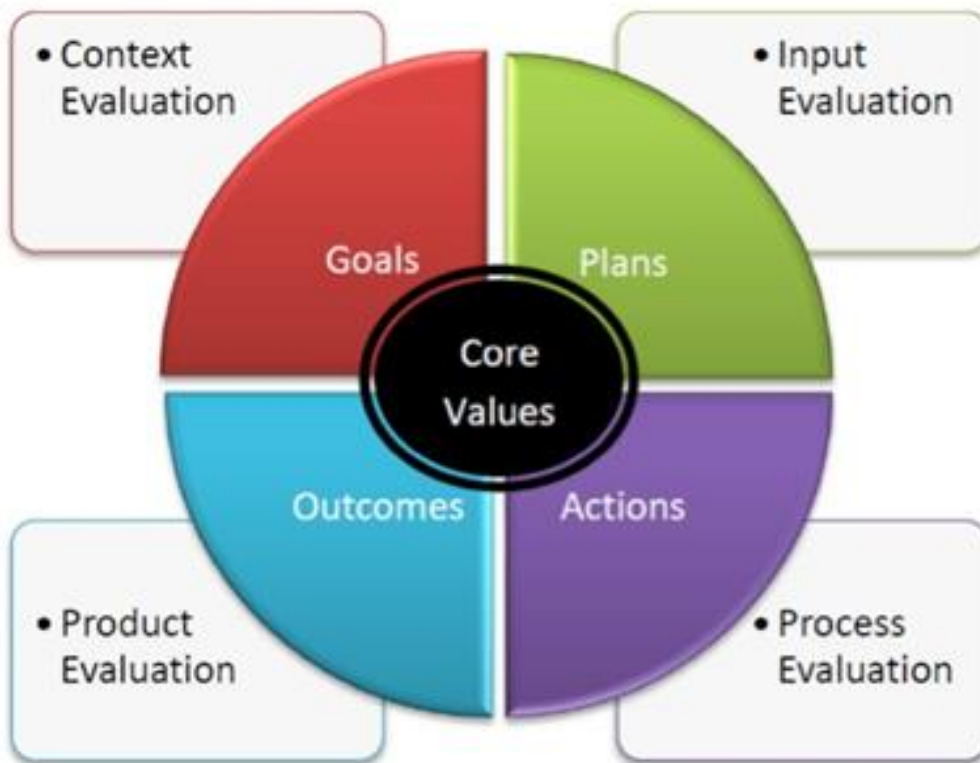 • Context
Evaluation
• Input
Evaluation
Goals
Plans
Core
Values
Outcomes
Actions
• Product
Evaluation
• Process
Evaluation